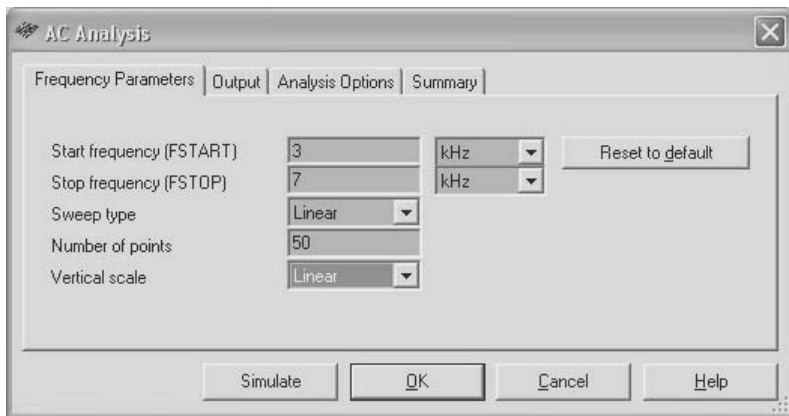 AC Analysis
Frequency Parameters Output Analysis Options Summary
Start frequency (FSTART) 3 kHz Reset to default
Stop frequency (FSTOP) 7 kHz
Sweep type Linear
Number of points 50
Vertical scale Linear
Simulate OK Cancel Help